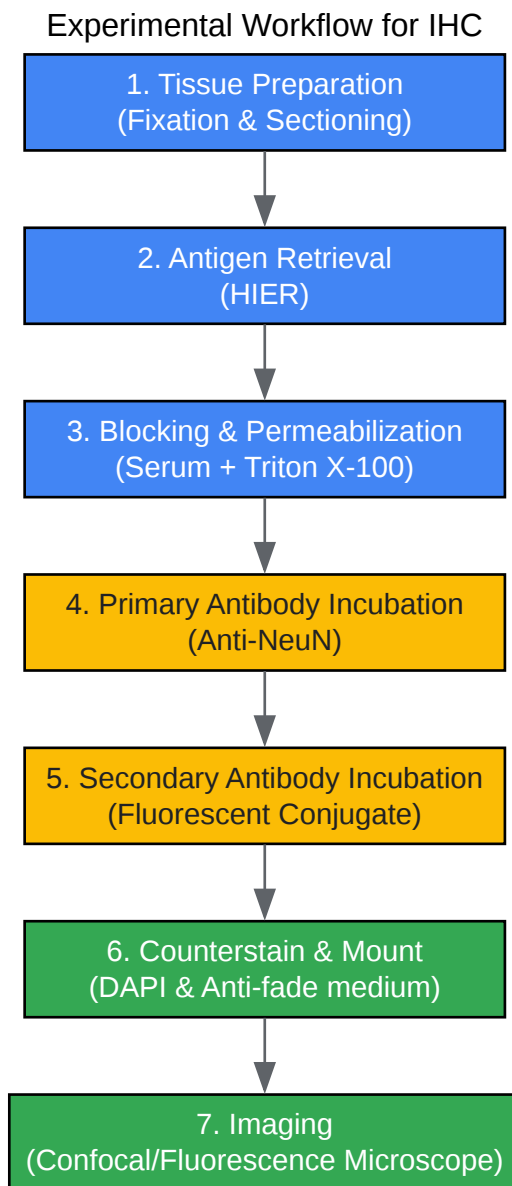 Experimental Workflow for IHC
1. Tissue Preparation
(Fixation & Sectioning)
2. Antigen Retrieval
(HIER)
3. Blocking & Permeabilization
(Serum + Triton X-100)
4. Primary Antibody Incubation
(Anti-NeuN)
5. Secondary Antibody Incubation
(Fluorescent Conjugate)
6. Counterstain & Mount
(DAPI & Anti-fade medium)
7. Imaging
(Confocal/Fluorescence Microscope)